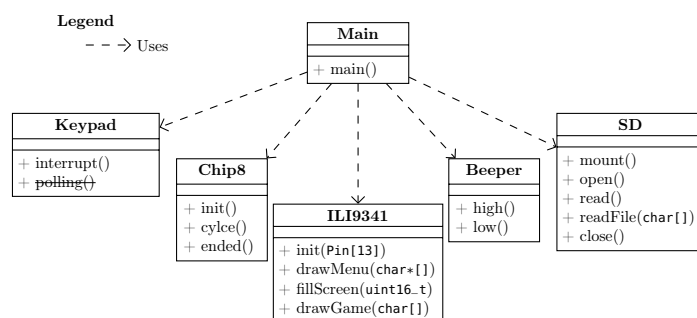 Legend
Uses
Main
+ main()
Keypad
+ interrupt()
+ polling()
Chip8
+ init()
+ cylce()
+ ended()
ILI9341
+ init(Pin[13])
+ drawMenu(char*[])
+ fillScreen(uint16_t)
+ drawGame(char[])
Beeper
+ high()
+ low()
SD
+ mount()
+ open()
+ read()
+ readFile(char[])
+ close()